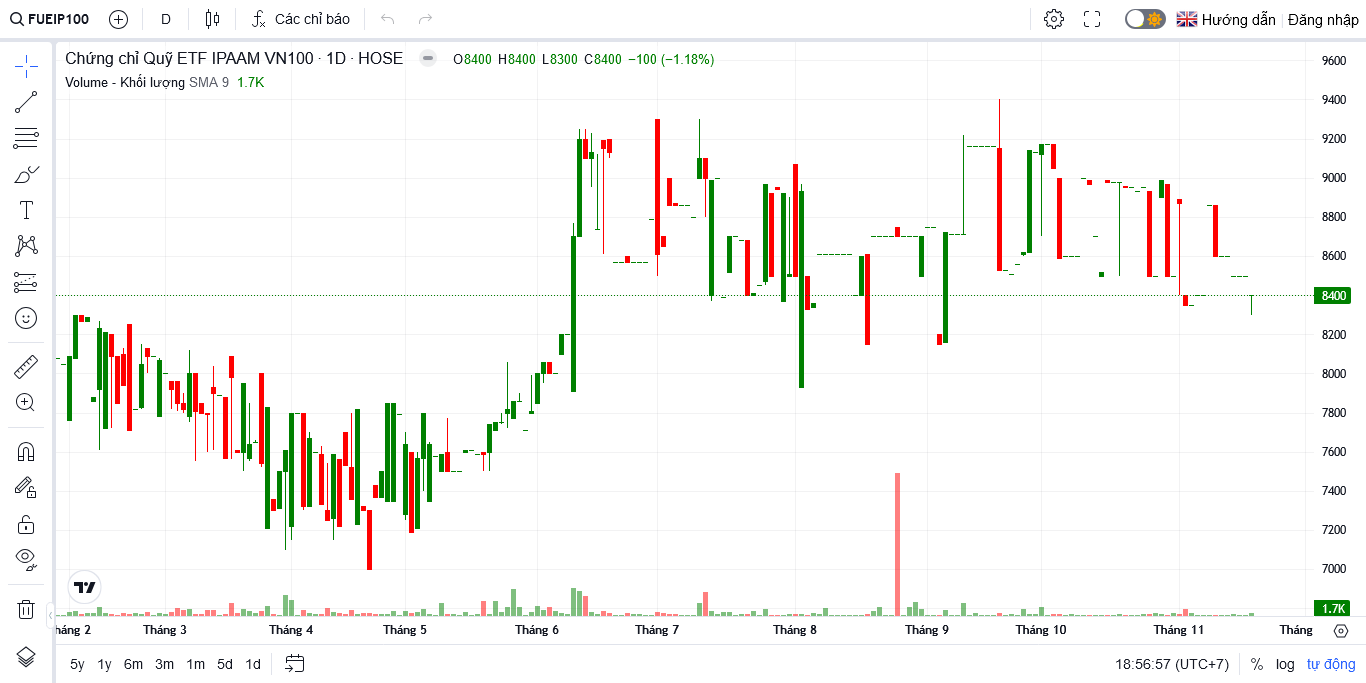 FUEIP100
D
Các chỉ báo
Hướng dẫn
Đăng nhập
Chứng chỉ Quỹ ETF IPAAM VN100 · 1D · HOSE
O8400 H8400 L8300 C8400 −100 (−1.18%)
Volume - Khối lượng SMA 9 1.7K
9600
9400
9200
9000
8800
8600
8400
8200
8000
7800
7600
7400
7200
7000
1.7K
háng 2 Tháng 3 Tháng 4 Tháng 5 Tháng 6 Tháng 7 Tháng 8 Tháng 9 Tháng 10 Tháng 11 Tháng
5y 1y 6m 3m 1m 5d 1d
18:56:57 (UTC+7) % log tự động